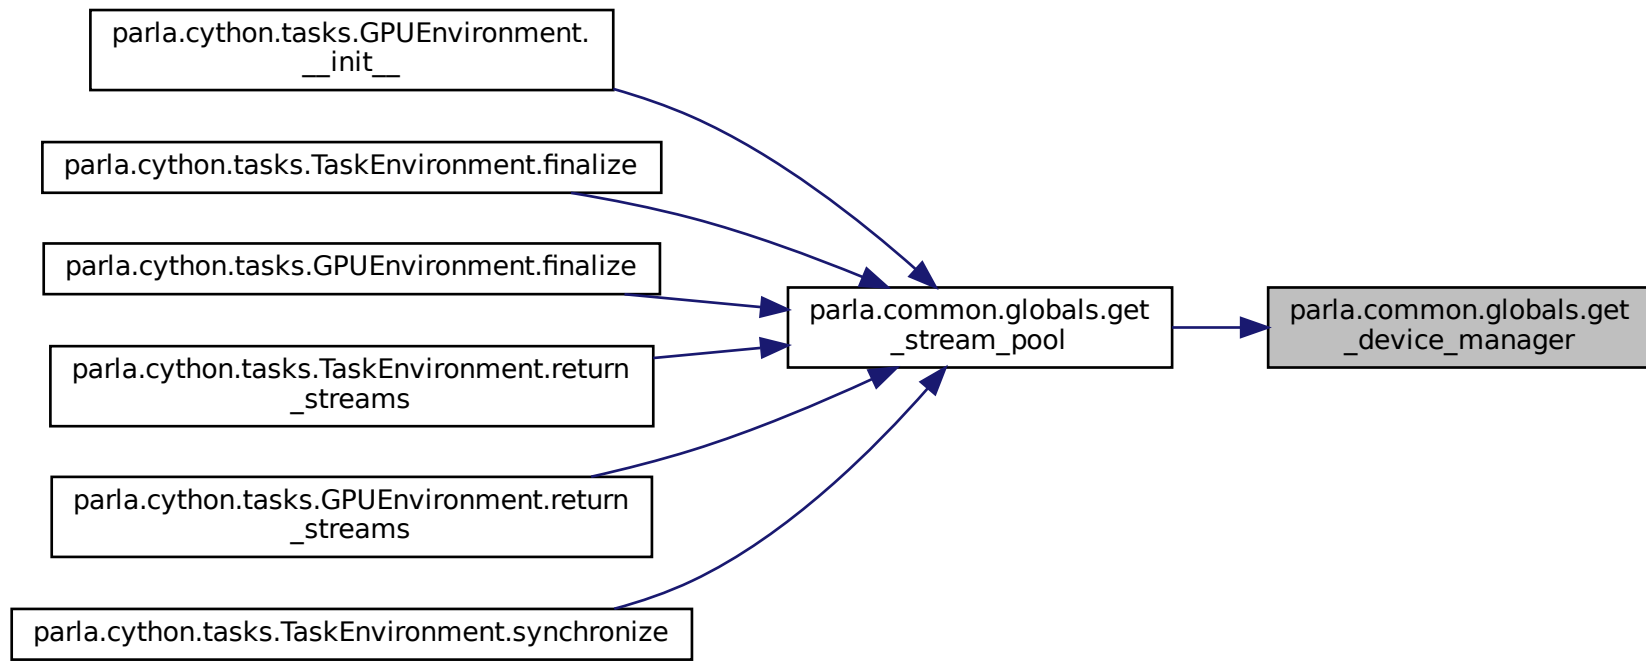 parla.cython.tasks.GPUEnvironment.
__init__
parla.cython.tasks.TaskEnvironment.finalize
parla.cython.tasks.GPUEnvironment.finalize
parla.cython.tasks.TaskEnvironment.return
_streams
parla.cython.tasks.GPUEnvironment.return
_streams
parla.cython.tasks.TaskEnvironment.synchronize
parla.common.globals.get
_stream_pool
parla.common.globals.get
_device_manager